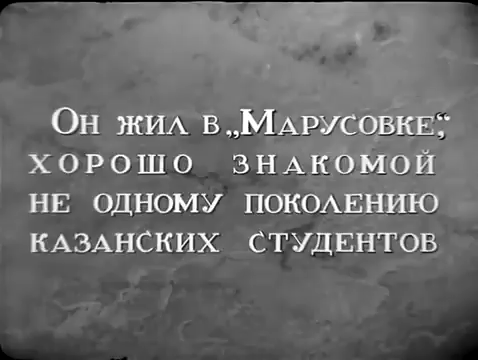 Он жил в „Марусовке“,
хорошо знакомой
не одному поколению
казанских студентов